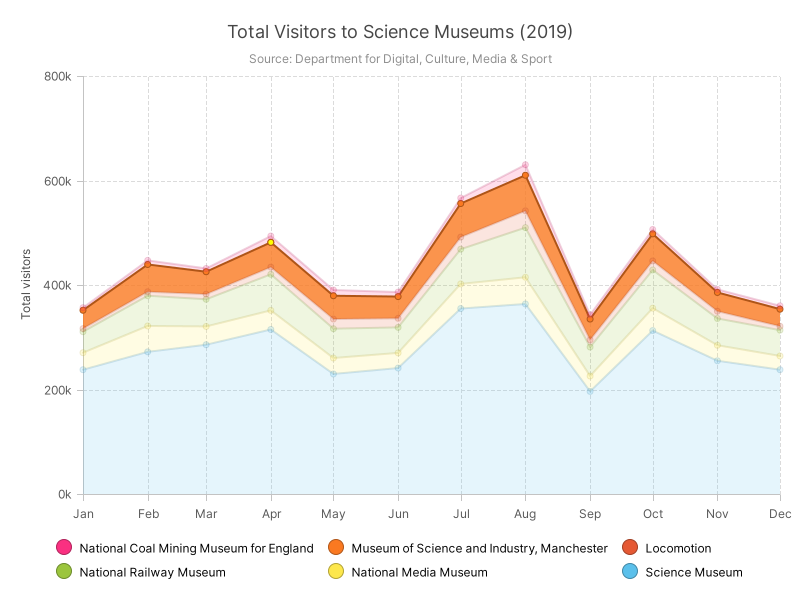 Total Visitors to Science Museums (2019)
Source: Department for Digital, Culture, Media & Sport
800k
600k
400k
200k
0k
Total visitors
Jan Feb Mar Apr May Jun Jul Aug Sep Oct Nov Dec
National Coal Mining Museum for England Museum of Science and Industry, Manchester Locomotion
National Railway Museum National Media Museum Science Museum